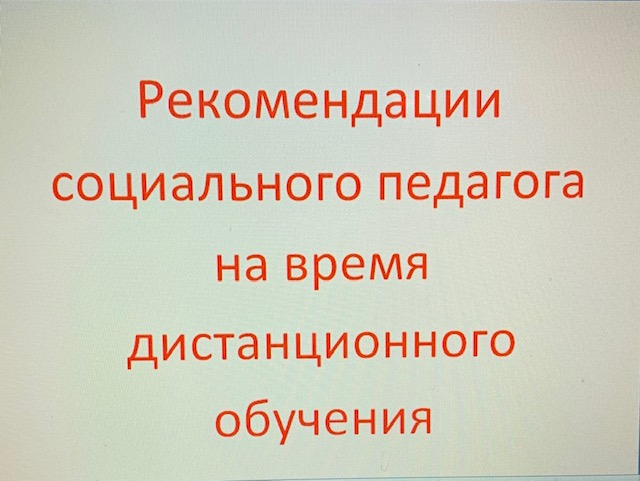 Рекомендации
социального педагога
на время
дистанционного
обучения